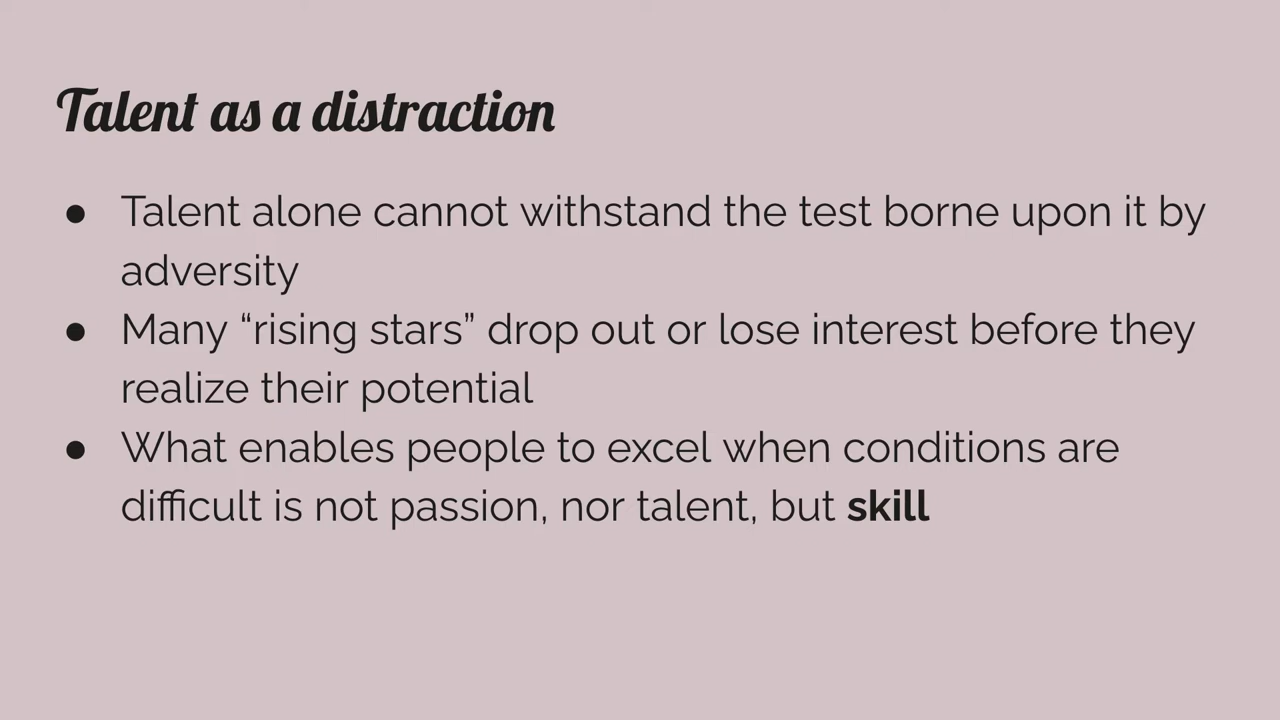 Talent as a distraction
● Talent alone cannot withstand the test borne upon it by
adversity
● Many “rising stars” drop out or lose interest before they
realize their potential
● What enables people to excel when conditions are
difficult is not passion, nor talent, but skill